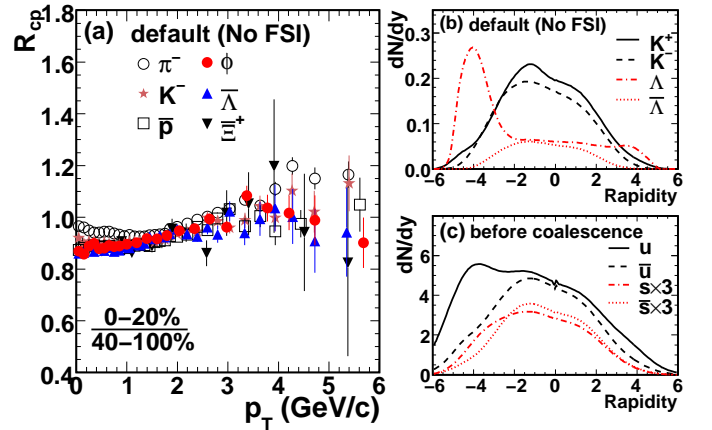 R_cp
1.8
1.6
1.4
1.2
1.0
0.8
0.6
0.4
(a) default (No FSI)
π⁻ ϕ
K⁻ Λ̅
p̅ Ξ̅⁺
0–20%
40–100%
0 1 2 3 4 5 6
p_T (GeV/c)
dN/dy
(b) default (No FSI)
0.3
0.2
0.1
0.0
K⁺
K⁻
Λ
Λ̅
−6 −4 −2 0 2 4 6
Rapidity
dN/dy
(c) before coalescence
6
4
2
0
u
u̅
s×3
s̅×3
−6 −4 −2 0 2 4 6
Rapidity